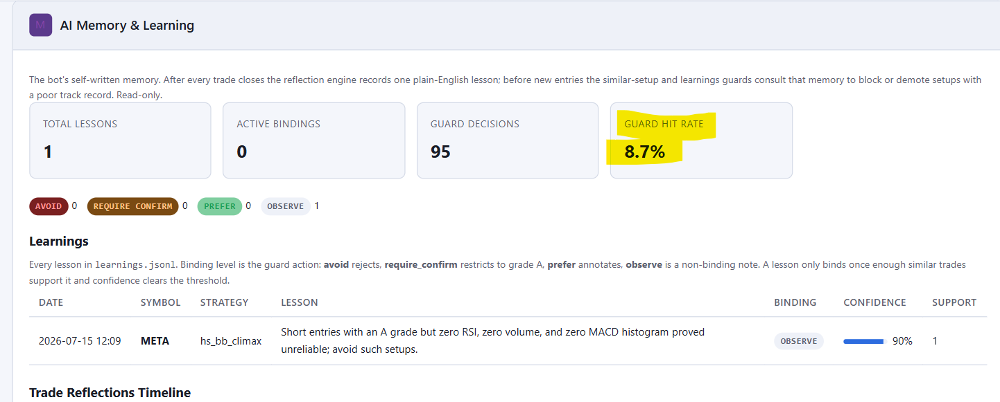 M AI Memory & Learning
The bot's self-written memory. After every trade closes the reflection engine records one plain-English lesson; before new entries the similar-setup and learnings guards consult that memory to block or demote setups with
a poor track record. Read-only.
TOTAL LESSONS
1
ACTIVE BINDINGS
0
GUARD DECISIONS
95
GUARD HIT RATE
8.7%
AVOID 0 REQUIRE CONFIRM 0 PREFER 0 OBSERVE 1
Learnings
Every lesson in learnings.jsonl. Binding level is the guard action: avoid rejects, require_confirm restricts to grade A, prefer annotates, observe is a non-binding note. A lesson only binds once enough similar trades
support it and confidence clears the threshold.
DATE SYMBOL STRATEGY LESSON BINDING CONFIDENCE SUPPORT
2026-07-15 12:09 META hs_bb_climax Short entries with an A grade but zero RSI, zero volume, and zero MACD histogram proved
unreliable; avoid such setups. OBSERVE 90% 1
Trade Reflections Timeline